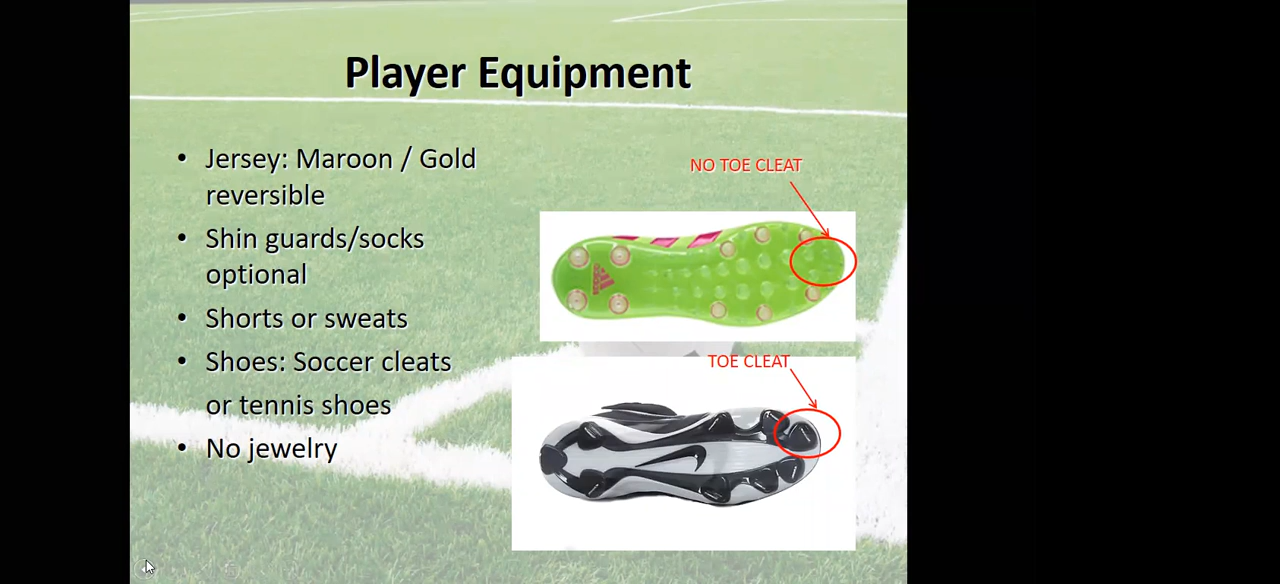 Player Equipment
• Jersey: Maroon / Gold
reversible
• Shin guards/socks
optional
• Shorts or sweats
• Shoes: Soccer cleats
or tennis shoes
• No jewelry
NO TOE CLEAT
TOE CLEAT